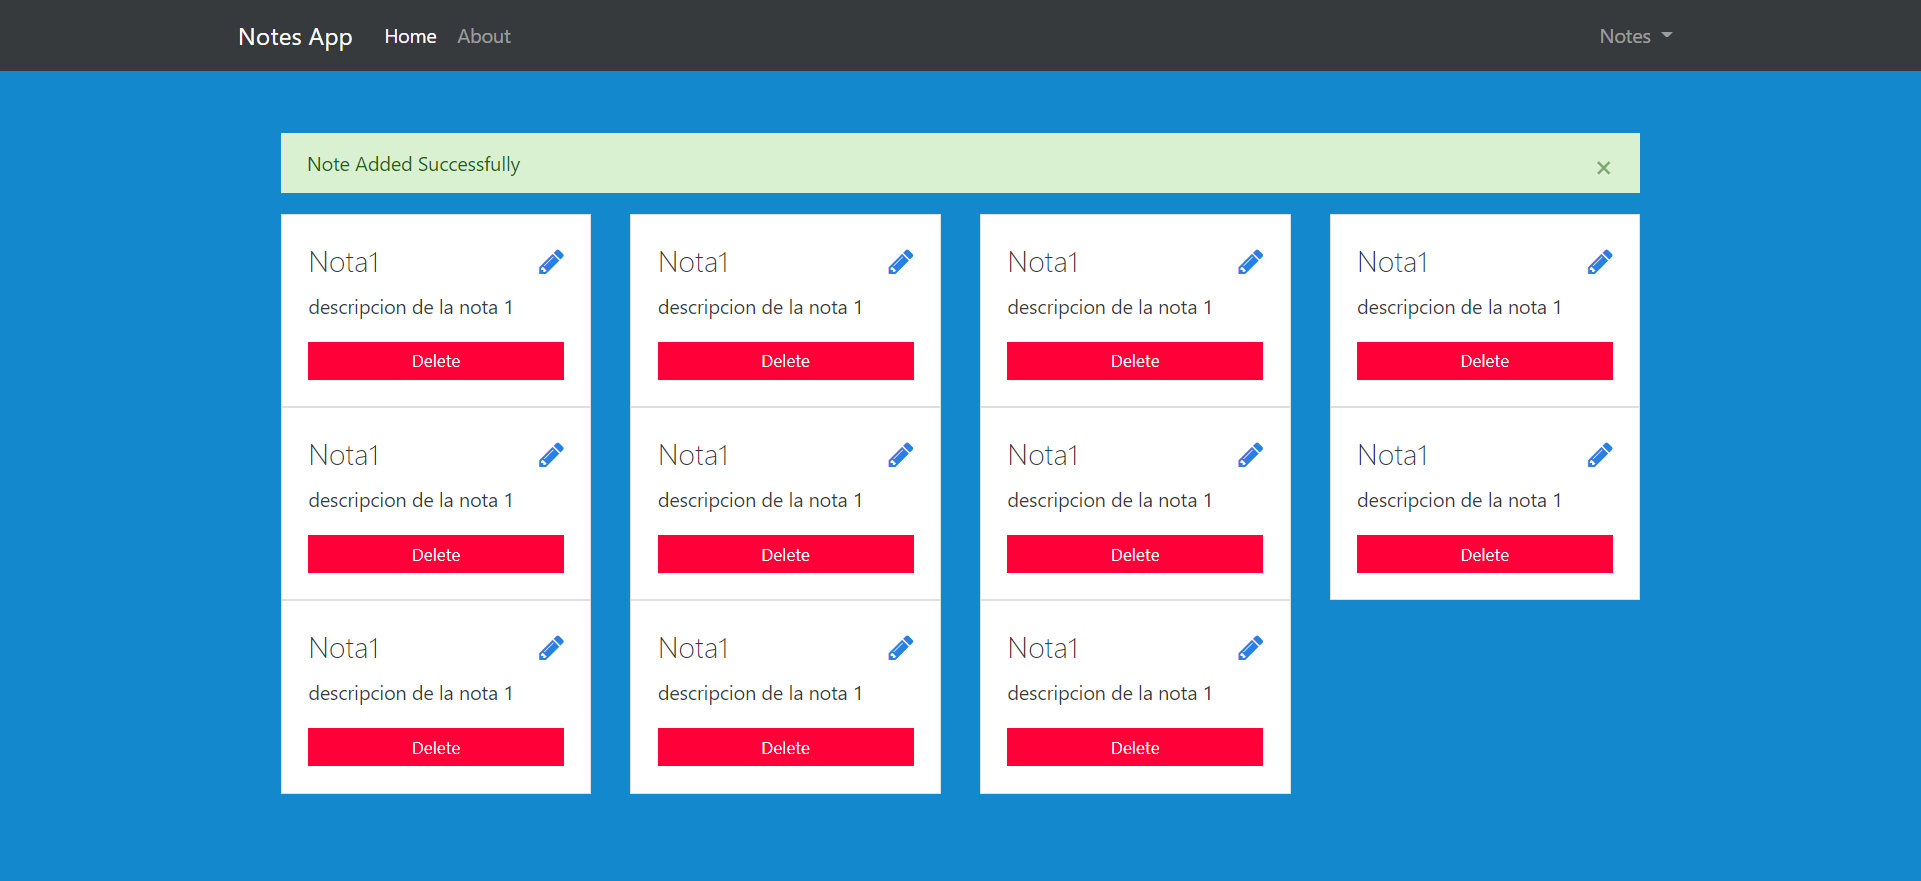 Notes App Home About Notes
Note Added Successfully ×
Nota1 Nota1 Nota1 Nota1
descripcion de la nota 1 descripcion de la nota 1 descripcion de la nota 1 descripcion de la nota 1
Delete Delete Delete Delete
Nota1 Nota1 Nota1 Nota1
descripcion de la nota 1 descripcion de la nota 1 descripcion de la nota 1 descripcion de la nota 1
Delete Delete Delete Delete
Nota1 Nota1 Nota1
descripcion de la nota 1 descripcion de la nota 1 descripcion de la nota 1
Delete Delete Delete